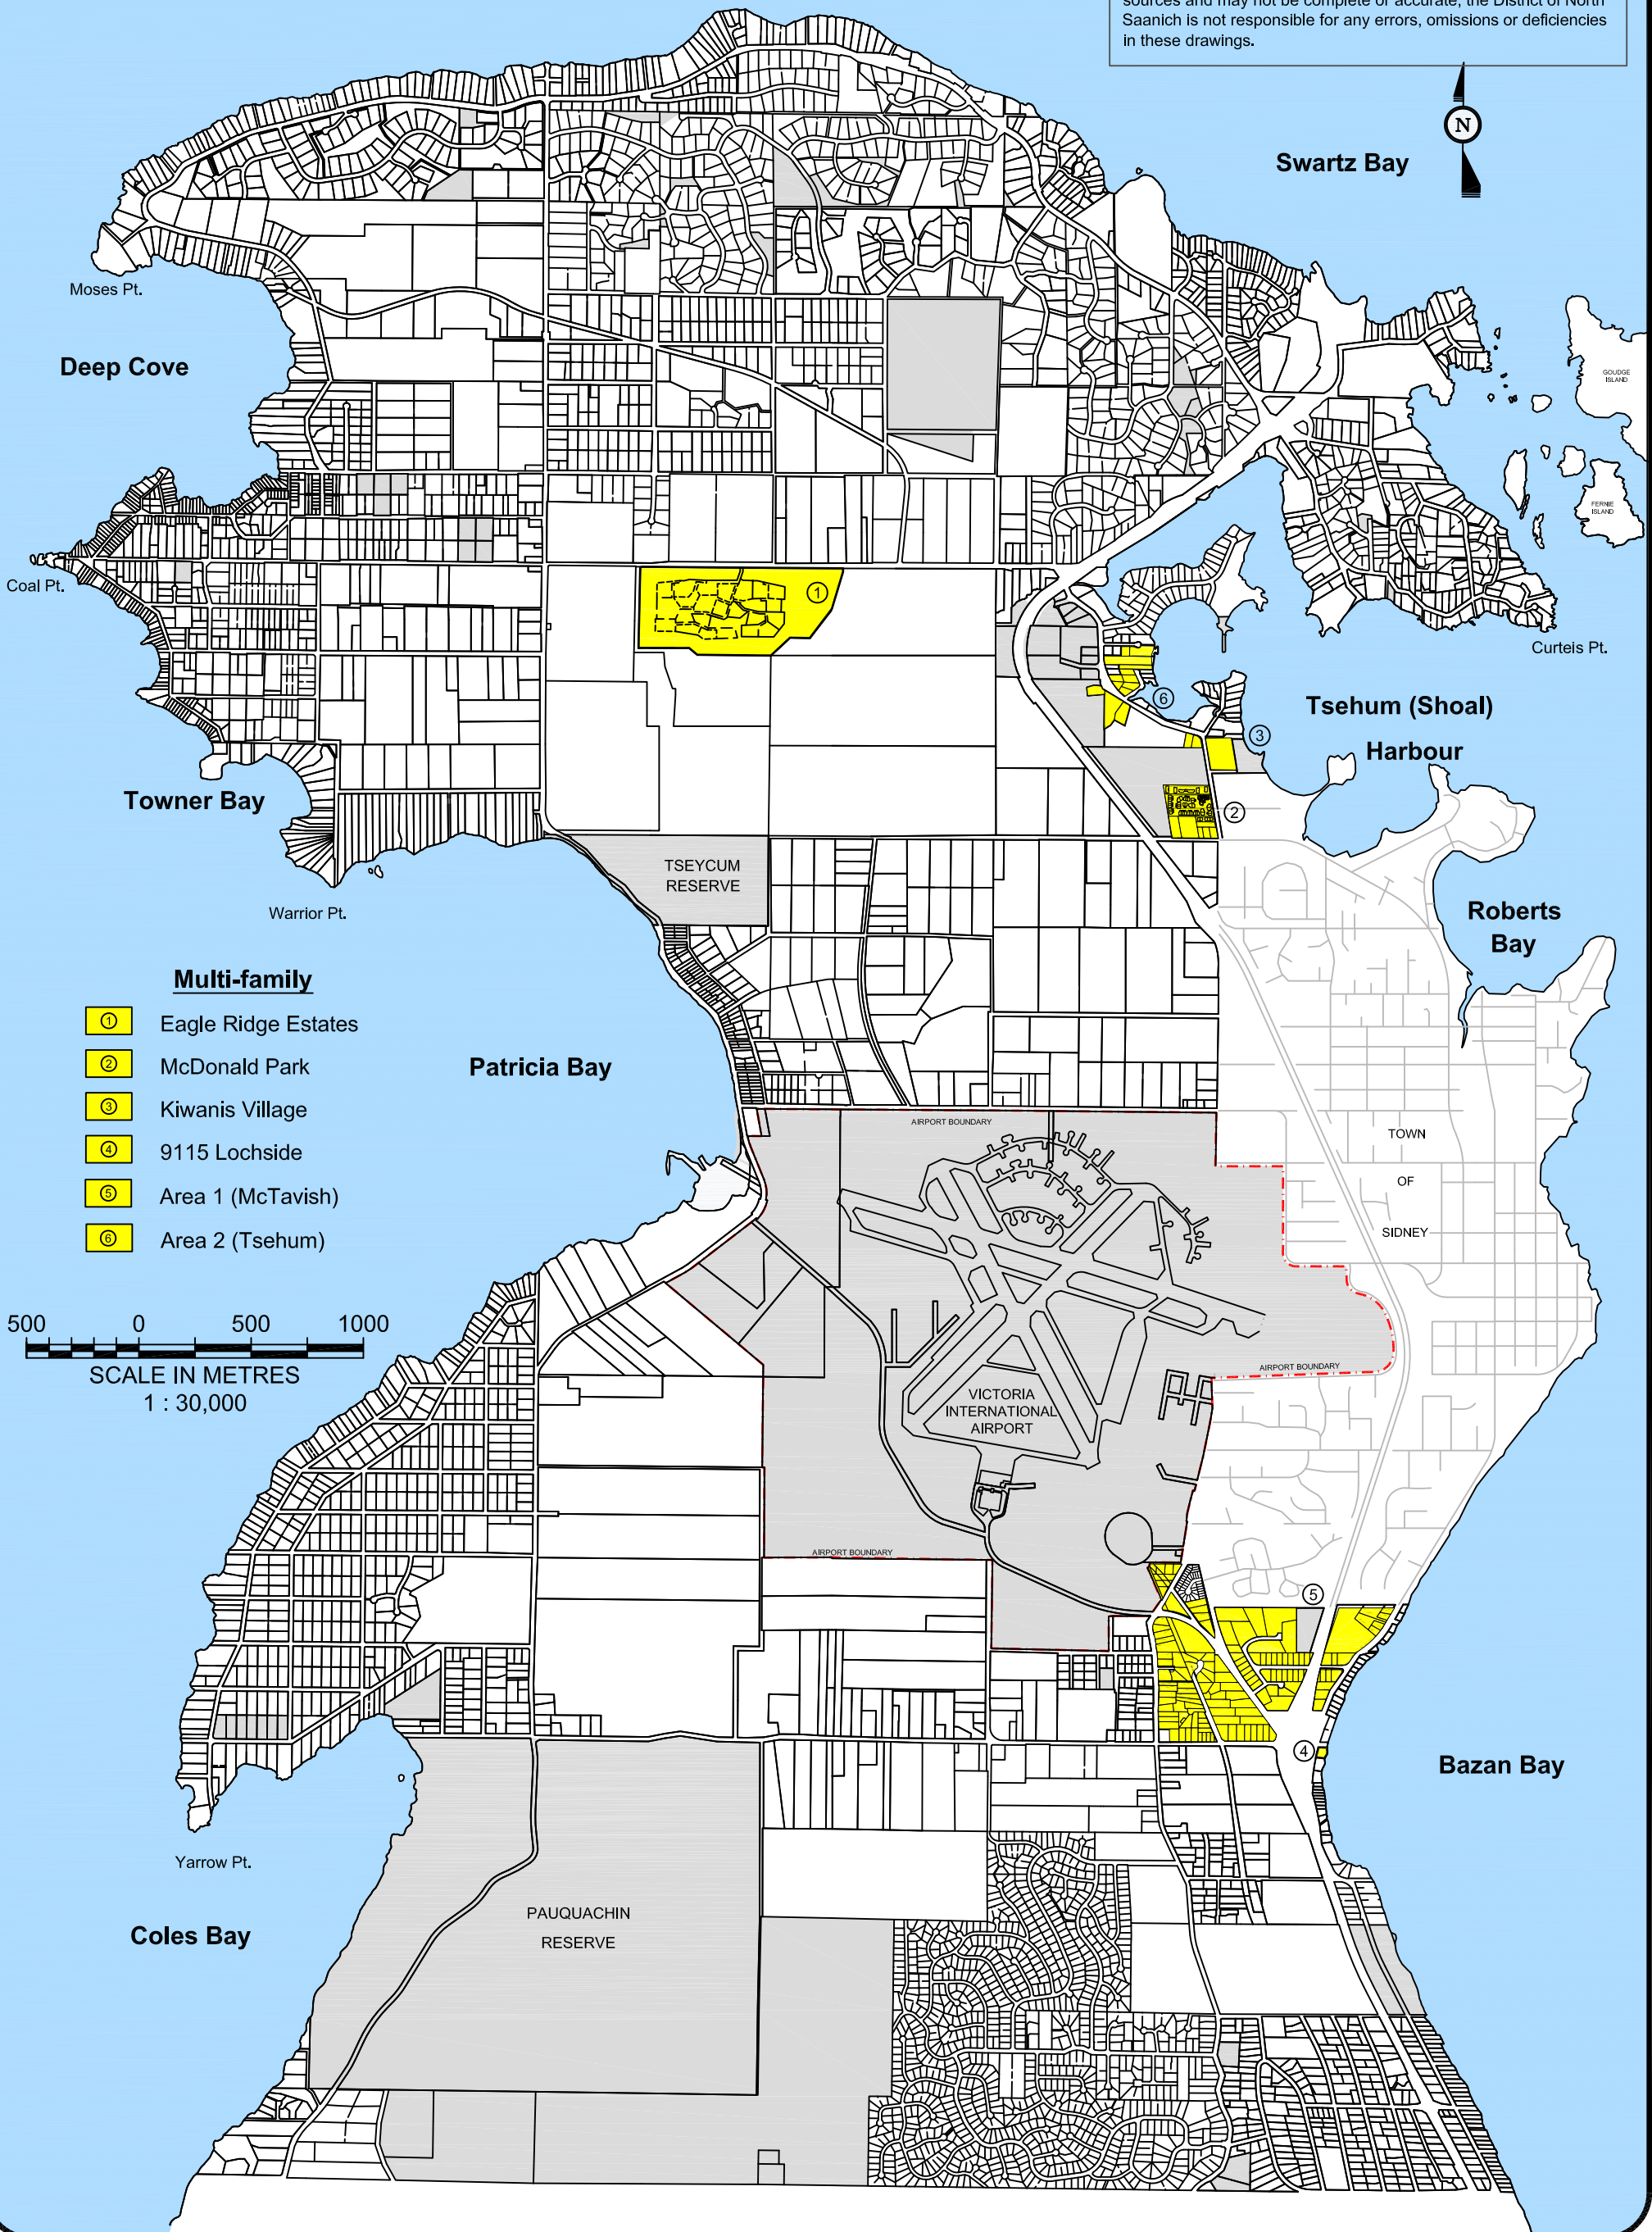 sources and may not be complete or accurate, the District of North
Saanich is not responsible for any errors, omissions or deficiencies
in these drawings.
N
Swartz Bay
Moses Pt.
Deep Cove
GOUDGE
ISLAND
FERNIE
ISLAND
Coal Pt.
1
Curteis Pt.
6
Tsehum (Shoal)
3
Harbour
Towner Bay
2
TSEYCUM
RESERVE
Warrior Pt.
Roberts
Bay
Multi-family
1 Eagle Ridge Estates
2 McDonald Park
3 Kiwanis Village
4 9115 Lochside
5 Area 1 (McTavish)
6 Area 2 (Tsehum)
Patricia Bay
AIRPORT BOUNDARY
TOWN
OF
SIDNEY
500 0 500 1000
SCALE IN METRES
1 : 30,000
AIRPORT BOUNDARY
VICTORIA
INTERNATIONAL
AIRPORT
AIRPORT BOUNDARY
5
4
Bazan Bay
Yarrow Pt.
Coles Bay
PAUQUACHIN
RESERVE